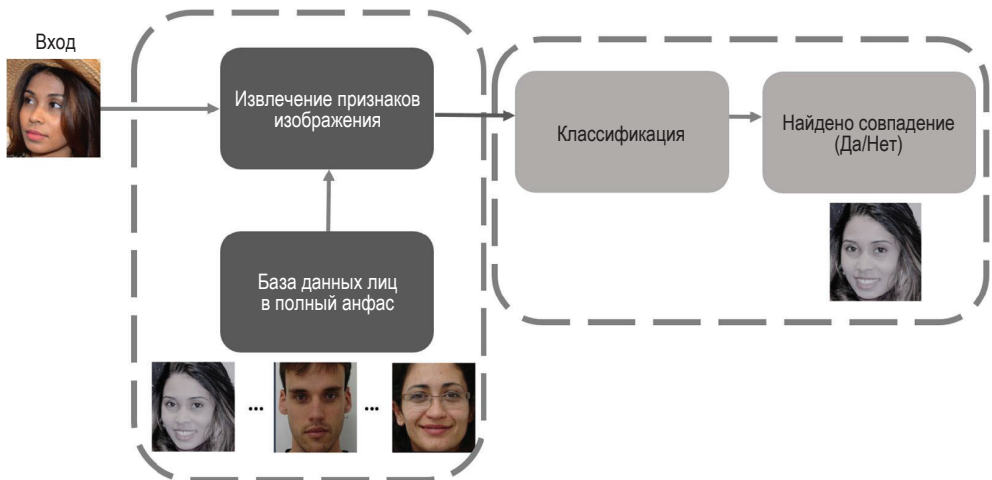 Вход
Извлечение признаков
изображения
Классификация
Найдено совпадение
(Да/Нет)
База данных лиц
в полный анфас
... ...